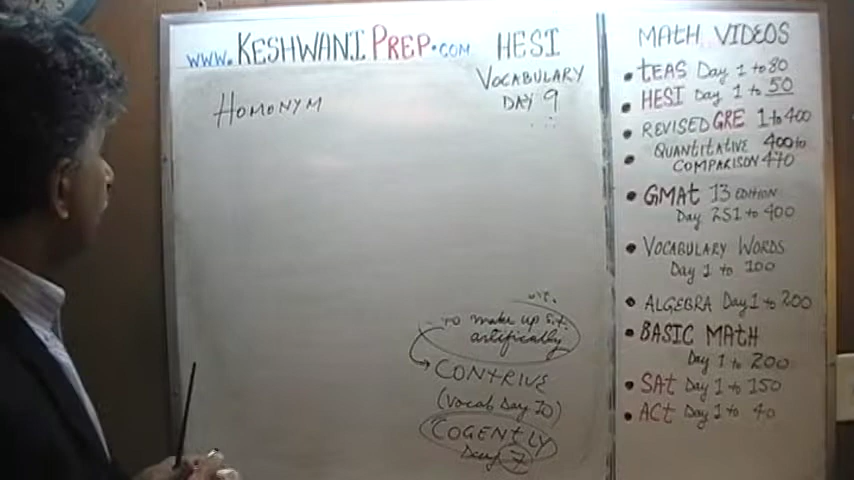 www.KESHWANIPREP.com
HESI
VOCABULARY
DAY 9
HOMONYM
to make up s.t.
artifically
CONTRIVE
(Vocab Day 10)
COGENTLY
Day 7
MATH VIDEOS
• TEAS Day 1 to 80
• HESI Day 1 to 50
• REVISED GRE 1 to 400
• QUANTITATIVE 400 to
COMPARISON 470
• GMAT 13 EDITION
Day 251 to 400
• VOCABULARY WORDS
Day 1 to 100
• ALGEBRA Day 1 to 200
• BASIC MATH
Day 1 to 200
• SAT Day 1 to 150
• ACT Day 1 to 40